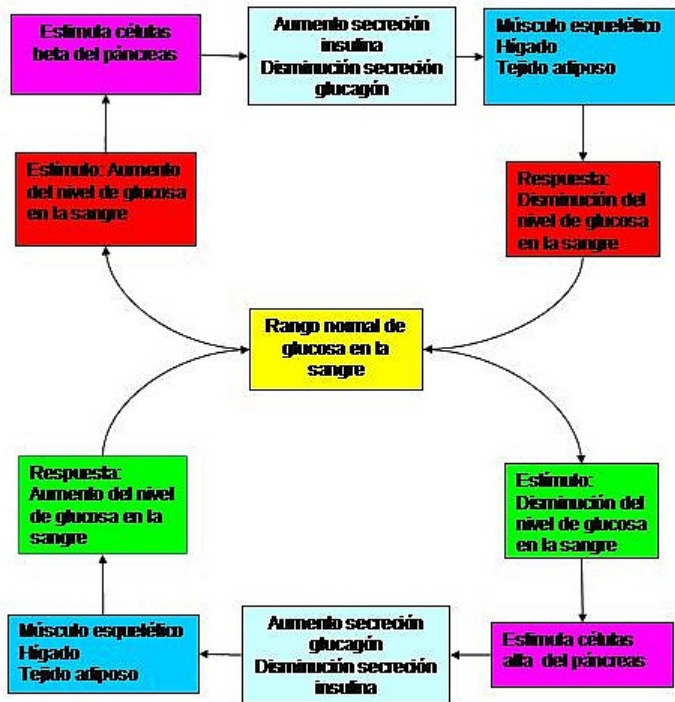 Estimula células
beta del páncreas
Aumento secreción
insulina
Disminución secreción
glucagón
Músculo esquelético
Hígado
Tejido adiposo
Estímulo: Aumento
del nivel de glucosa
en la sangre
Respuesta:
Disminución del
nivel de glucosa
en la sangre
Rango normal de
glucosa en la
sangre
Respuesta:
Aumento del nivel
de glucosa en la
sangre
Estímulo:
Disminución del
nivel de glucosa
en la sangre
Músculo esquelético
Hígado
Tejido adiposo
Aumento secreción
glucagón
Disminución secreción
insulina
Estimula células
alfa del páncreas